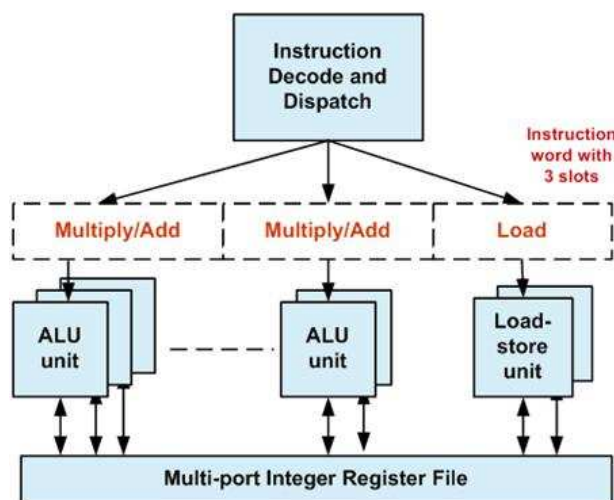 Instruction
Decode and
Dispatch
Instruction
word with
3 slots
Multiply/Add
Multiply/Add
Load
ALU
unit
ALU
unit
Load-
store
unit
Multi-port Integer Register File